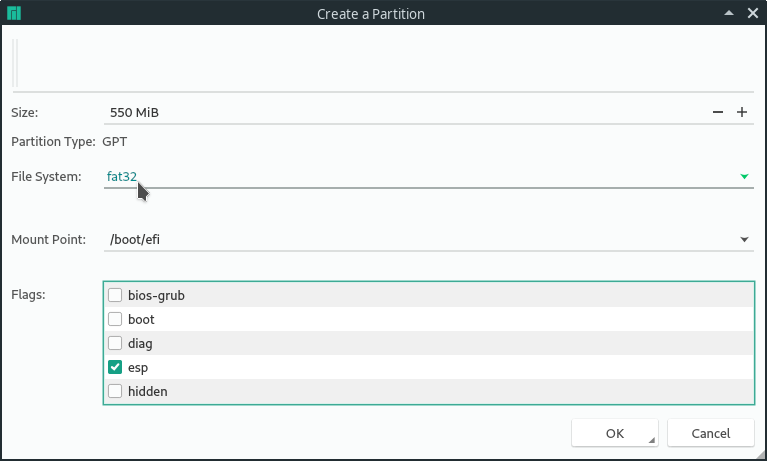 Create a Partition
Size: 550 MiB
Partition Type: GPT
File System: fat32
Mount Point: /boot/efi
Flags:
bios-grub
boot
diag
esp
hidden
OK Cancel